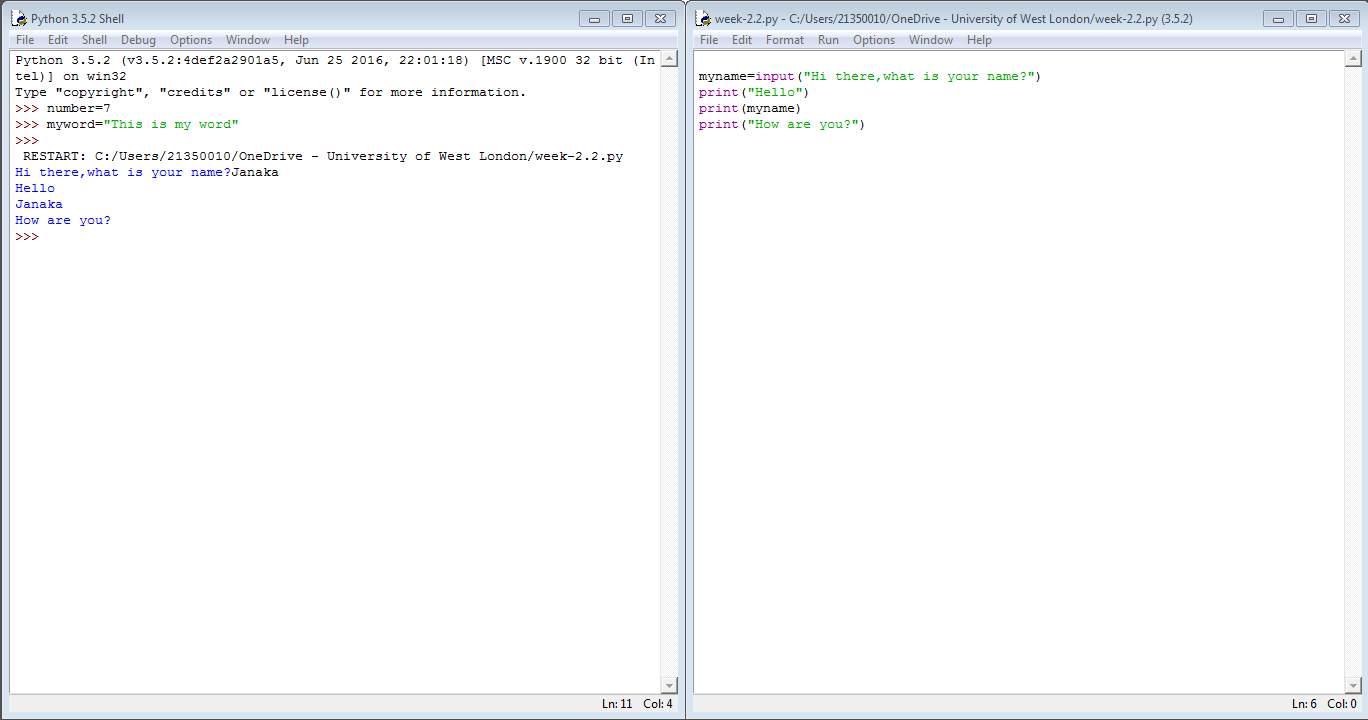 Python 3.5.2 Shell
File Edit Shell Debug Options Window Help
Python 3.5.2 (v3.5.2:4def2a2901a5, Jun 25 2016, 22:01:18) [MSC v.1900 32 bit (In
tel)] on win32
Type "copyright", "credits" or "license()" for more information.
>>> number=7
>>> myword="This is my word"
>>>
 RESTART: C:/Users/21350010/OneDrive - University of West London/week-2.2.py
Hi there,what is your name?Janaka
Hello
Janaka
How are you?
>>>
Ln: 11 Col: 4
week-2.2.py - C:/Users/21350010/OneDrive - University of West London/week-2.2.py (3.5.2)
File Edit Format Run Options Window Help
myname=input("Hi there,what is your name?")
print("Hello")
print(myname)
print("How are you?")
Ln: 6 Col: 0